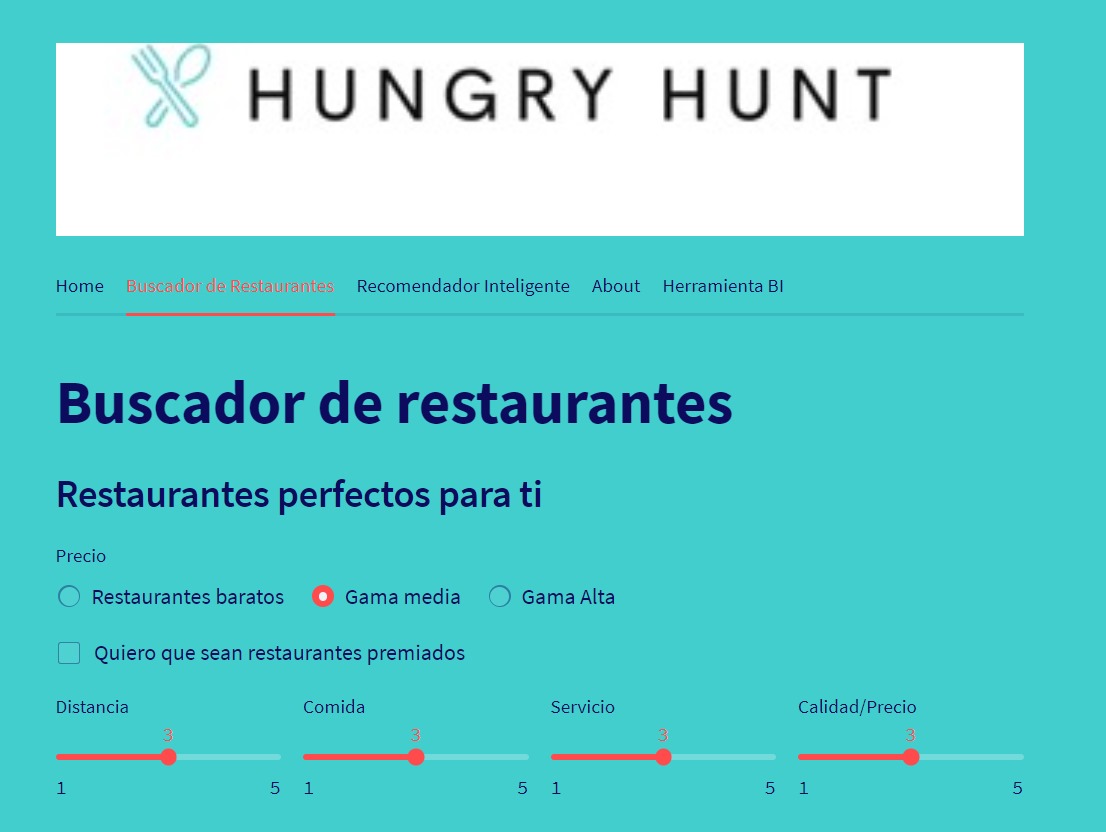 HUNGRY HUNT
Home Buscador de Restaurantes Recomendador Inteligente About Herramienta BI
Buscador de restaurantes
Restaurantes perfectos para ti
Precio
Restaurantes baratos Gama media Gama Alta
Quiero que sean restaurantes premiados
Distancia Comida Servicio Calidad/Precio
3 3 3 3
1 5 1 5 1 5 1 5